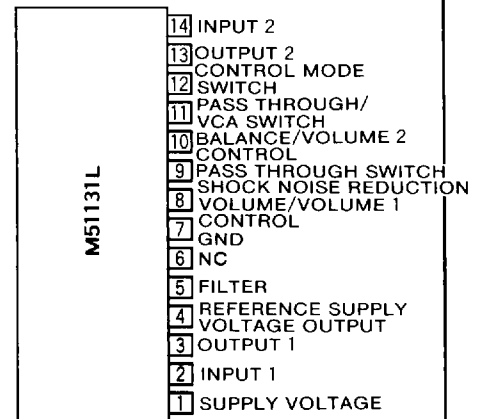 14 INPUT 2
13 OUTPUT 2
12 CONTROL MODE
SWITCH
11 PASS THROUGH/
VCA SWITCH
10 BALANCE/VOLUME 2
CONTROL
9 PASS THROUGH SWITCH
SHOCK NOISE REDUCTION
8 VOLUME/VOLUME 1
CONTROL
7 GND
6 NC
5 FILTER
4 REFERENCE SUPPLY
VOLTAGE OUTPUT
3 OUTPUT 1
2 INPUT 1
1 SUPPLY VOLTAGE
M51131L